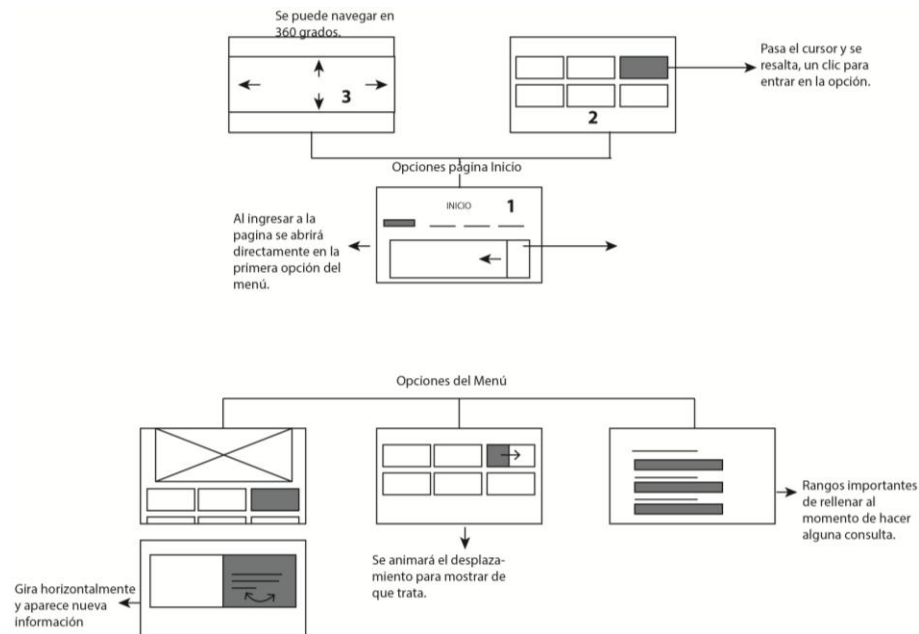 Se puede navegar en
360 grados.
3
2
Pasa el cursor y se
resalta, un clic para
entrar en la opción.
Opciones página Inicio
INICIO
1
Al ingresar a la
pagina se abrirá
directamente en la
primera opción del
menú.
Opciones del Menú
Rangos importantes
de rellenar al
momento de hacer
alguna consulta.
Se animará el desplaza-
miento para mostrar de
que trata.
Gira horizontalmente
y aparece nueva
información